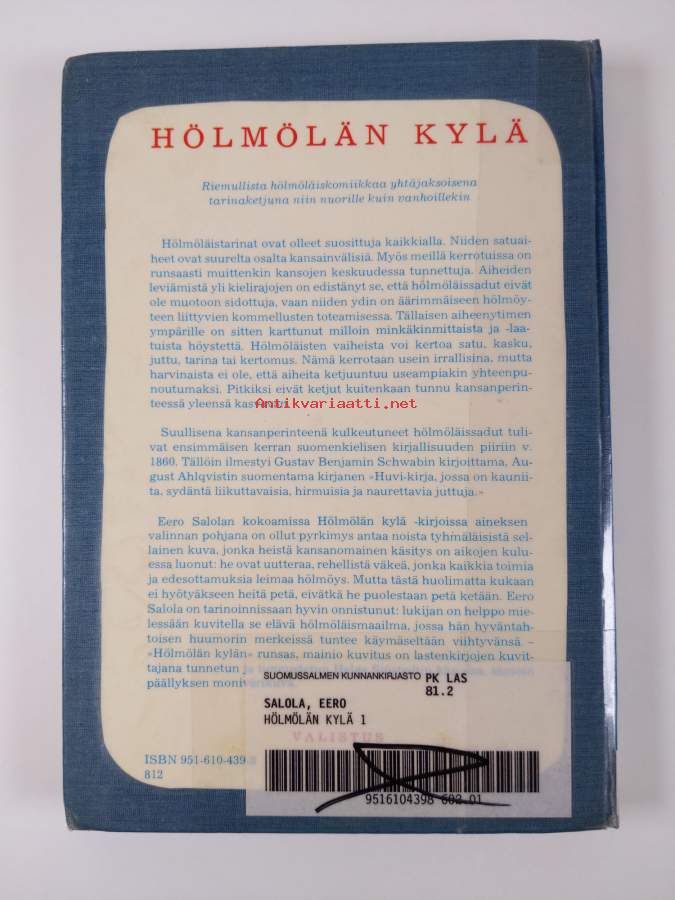 HÖLMÖLÄN KYLÄ
Riemullista hölmöläiskomiikkaa yhtäjaksoisena
tarinaketjuna niin nuorille kuin vanhoillekin
Hölmöläistarinat ovat olleet suosittuja kaikkialla. Niiden satuai-
heet ovat suurelta osalta kansainvälisiä. Myös meillä kerrotuissa on
runsaasti muittenkin kansojen keskuudessa tunnettuja. Aiheiden
leviämistä yli kielirajojen on edistänyt se, että hölmöläissadut eivät
ole muotoon sidottuja, vaan niiden ydin on äärimmäiseen hölmöy-
teen liittyvien kommellusten toteamisessa. Tällaisen aiheenytimen
ympärille on sitten karttunut milloin minkäkinmittaista ja -laa-
tuista höystettä. Hölmöläisten vaiheista voi kertoa satu, kasku,
juttu, tarina tai kertomus. Nämä kerrotaan usein irrallisina, mutta
harvinaista ei ole, että aiheita ketjuuntuu useampiakin yhteenpu-
noutumaksi. Pitkiksi eivät ketjut kuitenkaan tunnu kansanperin-
teessä yleensä
Antikvariaatti.net
Suullisena kansanperinteenä kulkeutuneet hölmöläissadut tuli-
vat ensimmäisen kerran suomenkielisen kirjallisuuden piiriin v.
1860. Tällöin ilmestyi Gustav Benjamin Schwabin kirjoittama, Au-
gust Ahlqvistin suomentama kirjanen »Huvi-kirja, jossa on kaunii-
ta, sydäntä liikuttavaisia, hirmuisia ja naurettavia juttuja.»
Eero Salolan kokoamissa Hölmölän kylä -kirjoissa aineksen
valinnan pohjana on ollut pyrkimys antaa noista tyhmäläisistä sel-
lainen kuva, jonka heistä kansanomainen käsitys on aikojen kulu-
essa luonut: he ovat uutteraa, rehellistä väkeä, jonka kaikkia toimia
ja edesottamuksia leimaa hölmöys. Mutta tästä huolimatta kukaan
ei hyötyäkseen heitä petä, eivätkä he puolestaan petä ketään. Eero
Salola on tarinoinnissaan hyvin onnistunut: lukijan on helppo mie-
lessään kuvitella se elävä hölmöläismaailma, jossa hän hyväntah-
toisen huumorin merkeissä tuntee käymäseltään viihtyvänsä –
»Hölmölän kylän» runsas, mainio kuvitus on lastenkirjojen kuvit-
tajana tunnetun
päällyksen
SUOMUSSALMEN KUNNANKIRJASTO PK LAS
81.2
SALOLA, EERO
HÖLMÖLÄN KYLÄ 1
VALISTUS
ISBN 951-610-439-
812
9516104398 602 01